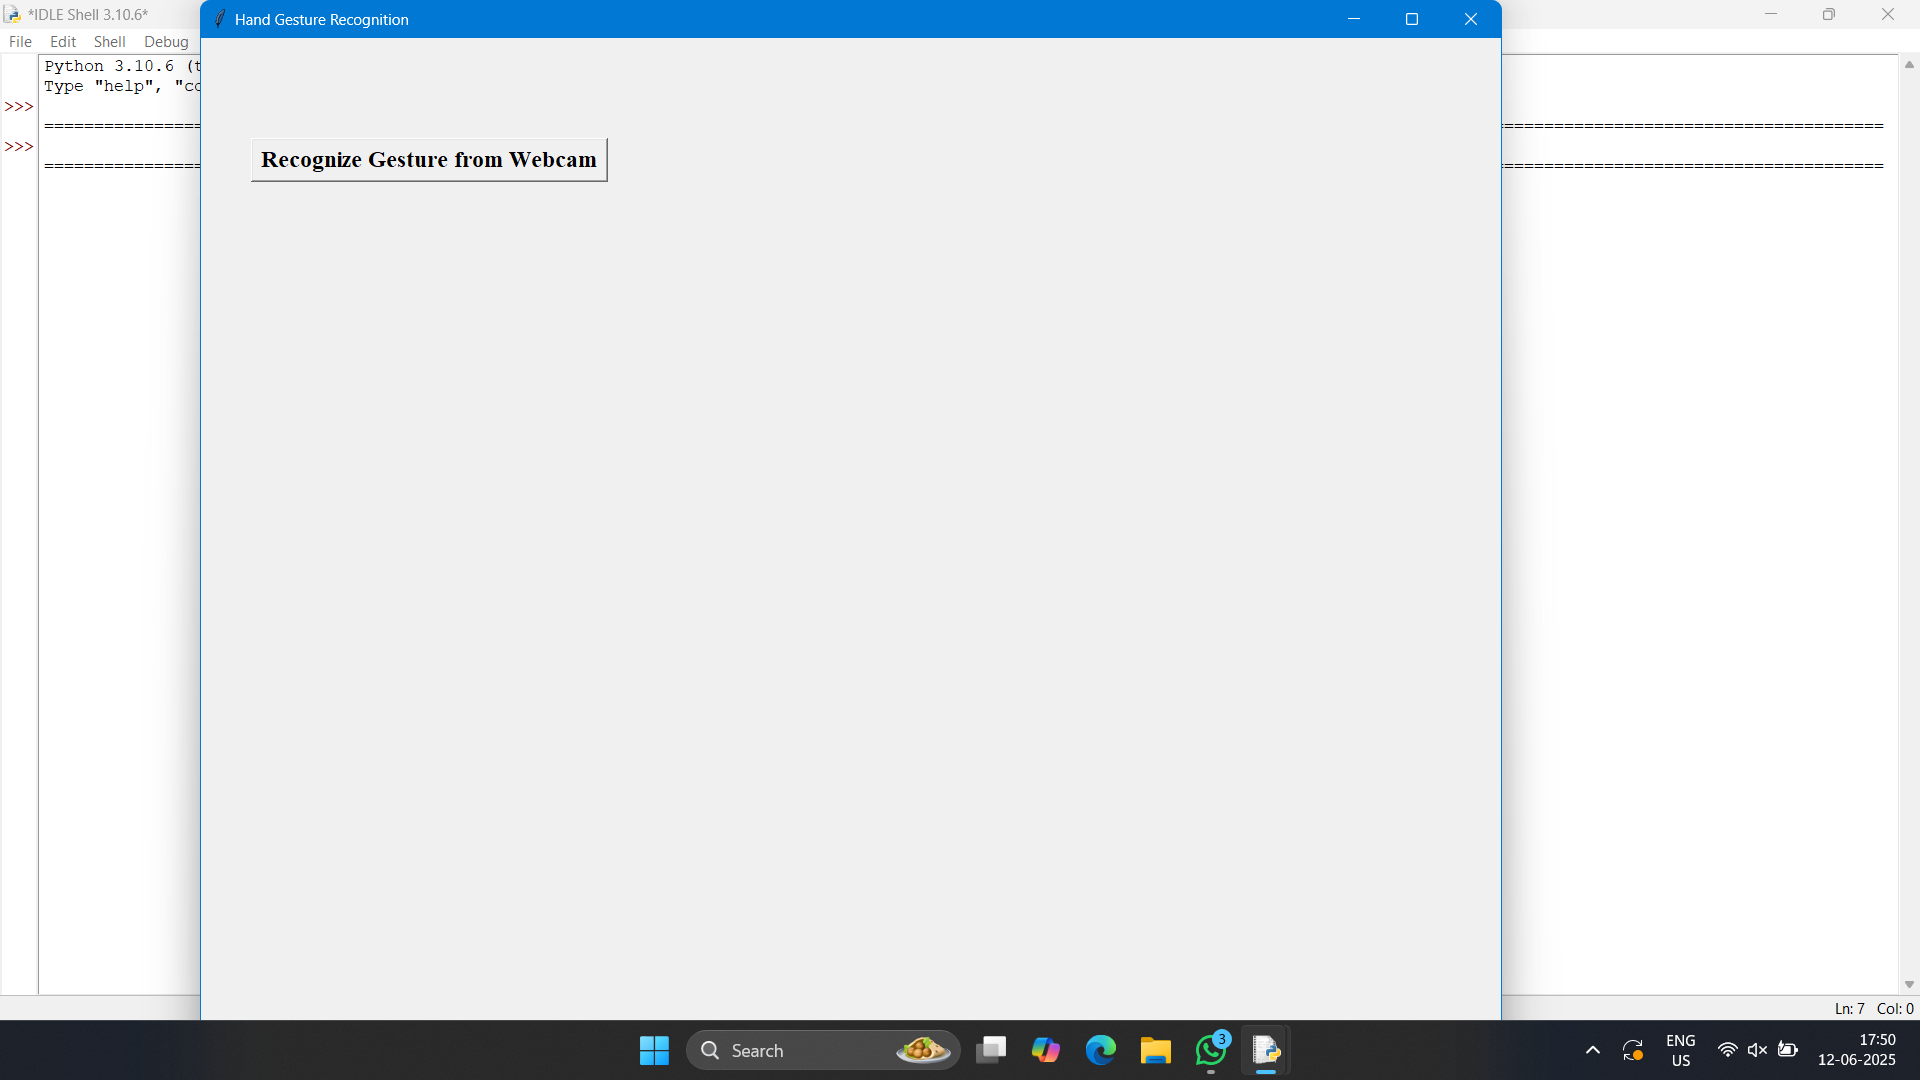 *IDLE Shell 3.10.6*
Hand Gesture Recognition
File Edit Shell Debug
Python 3.10.6 (t
Type "help", "co
>>>
>>>
Recognize Gesture from Webcam
Ln: 7 Col: 0
Search
3
ENG
US
17:50
12-06-2025